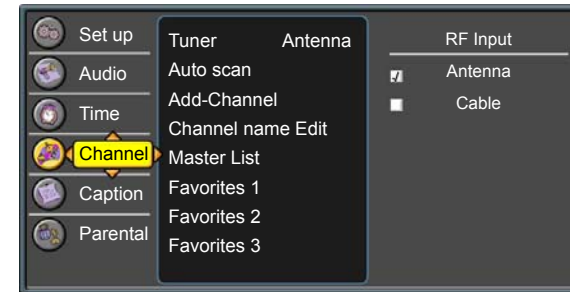 Set up
Audio
Time
Channel
Caption
Parental
Tuner Antenna
Auto scan
Add-Channel
Channel name Edit
Master List
Favorites 1
Favorites 2
Favorites 3
RF Input
Antenna
Cable